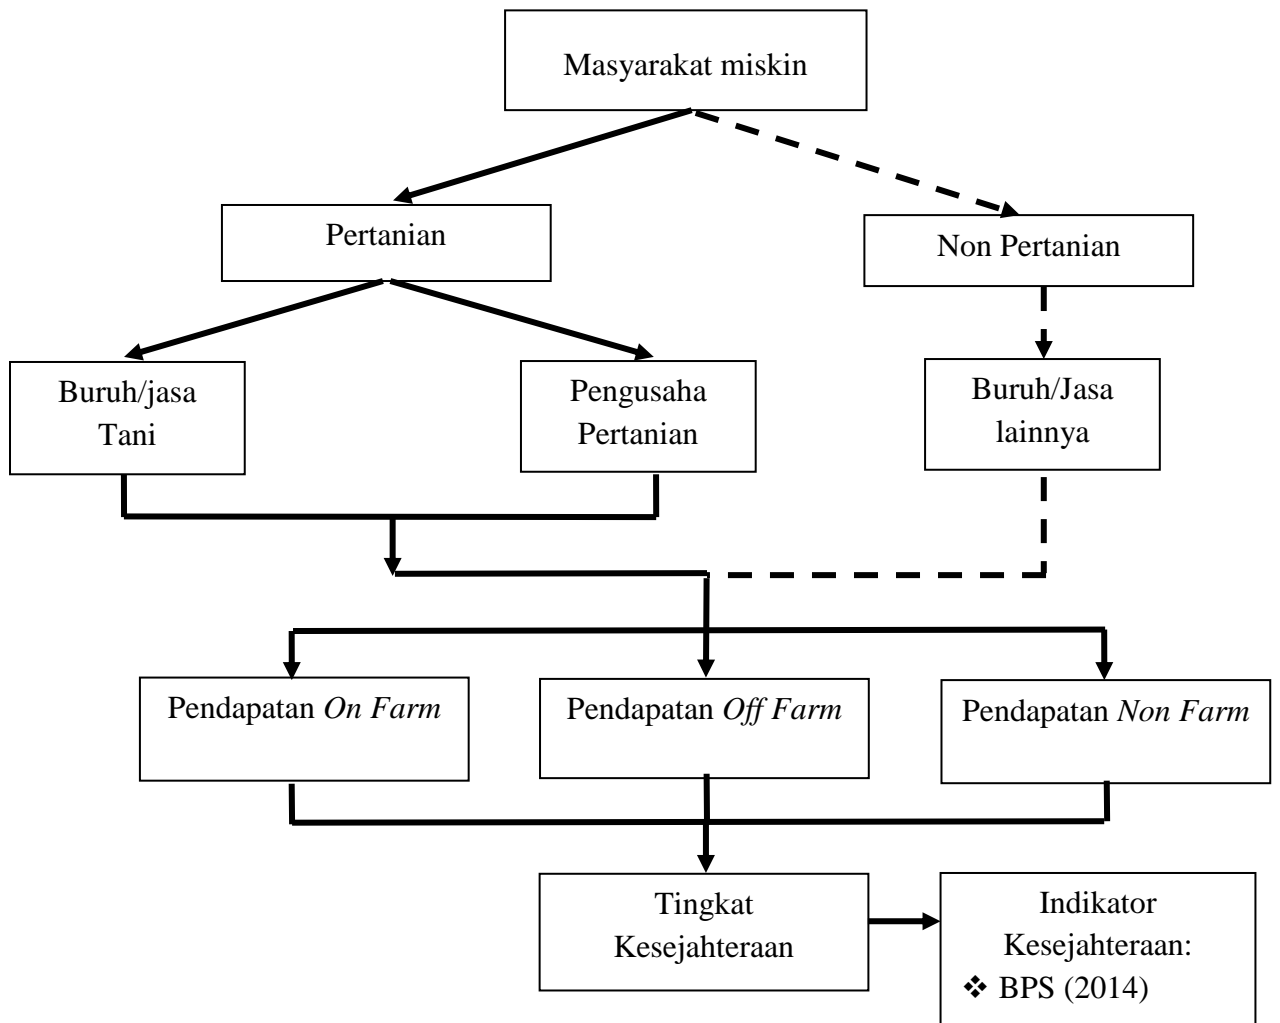 Masyarakat miskin
Pertanian
Non Pertanian
Buruh/jasa
Tani
Pengusaha
Pertanian
Buruh/Jasa
lainnya
Pendapatan On Farm
Pendapatan Off Farm
Pendapatan Non Farm
Tingkat
Kesejahteraan
Indikator
Kesejahteraan:
❖ BPS (2014)